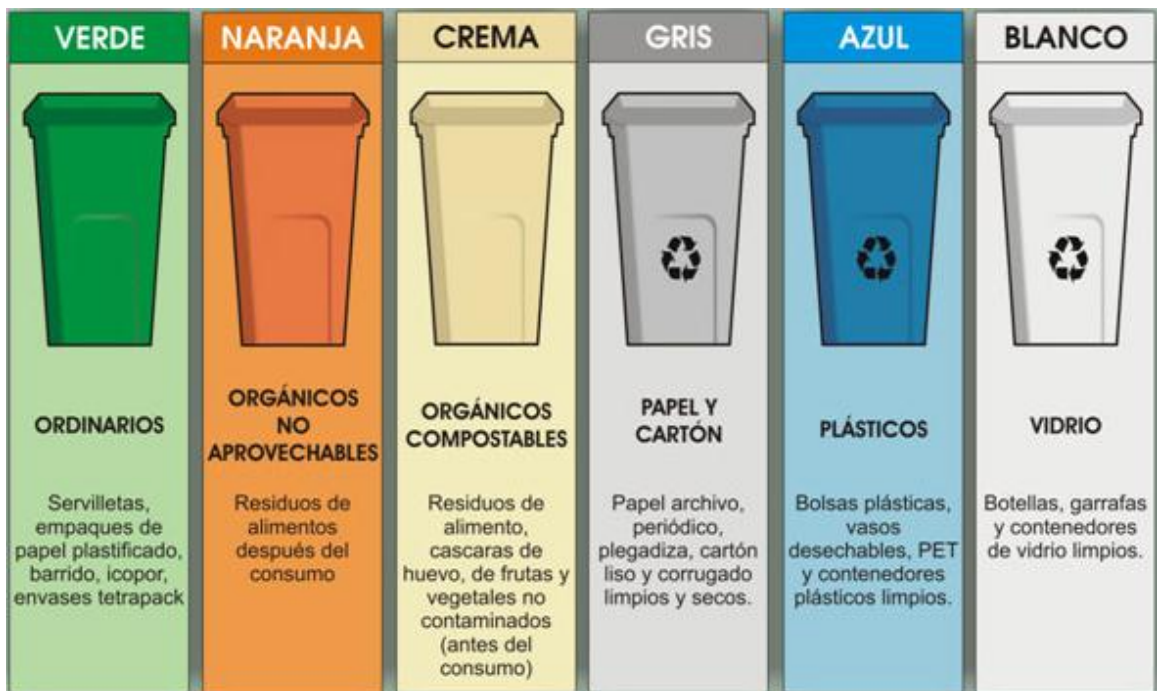 VERDE
NARANJA
CREMA
GRIS
AZUL
BLANCO
ORDINARIOS
ORGÁNICOS
NO
APROVECHABLES
ORGÁNICOS
COMPOSTABLES
PAPEL Y
CARTÓN
PLÁSTICOS
VIDRIO
Servilletas,
empaques de
papel plastificado,
barrido, icopor,
envases tetrapack
Residuos de
alimentos
después del
consumo
Residuos de
alimento,
cascaras de
huevo, de frutas y
vegetales no
contaminados
(antes del
consumo)
Papel archivo,
periódico,
plegadiza, cartón
liso y corrugado
limpios y secos.
Bolsas plásticas,
vasos
desechables, PET
y contenedores
plásticos limpios.
Botellas, garrafas
y contenedores
de vidrio limpios.